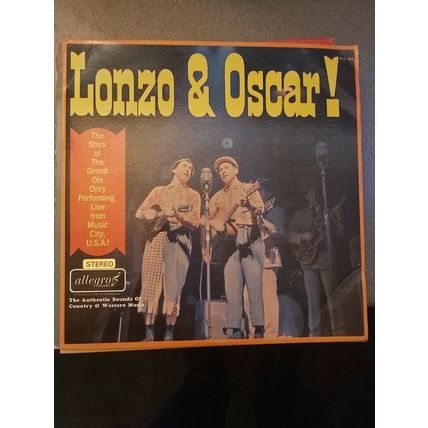 Lonzo & Oscar!
The
Stars
of
The
Grand
Ole
Opry
Performing
Live
from
Music
City,
U.S.A.!
STEREO
allegro
The Authentic Sounds Of
Country & Western Music